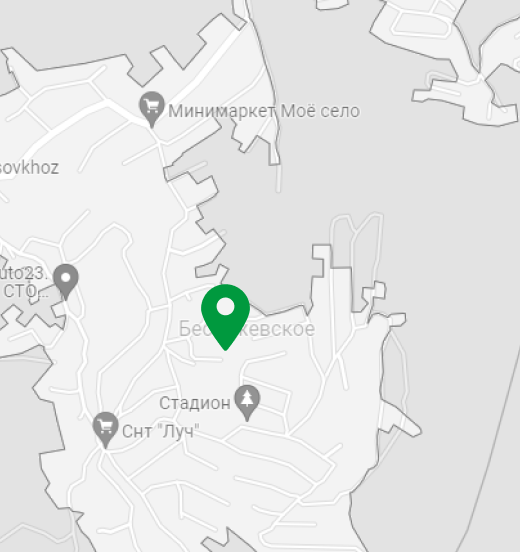 Минимаркет Моё село
sovkhoz
uto23.
СТО...
Стадион
Снт "Луч"